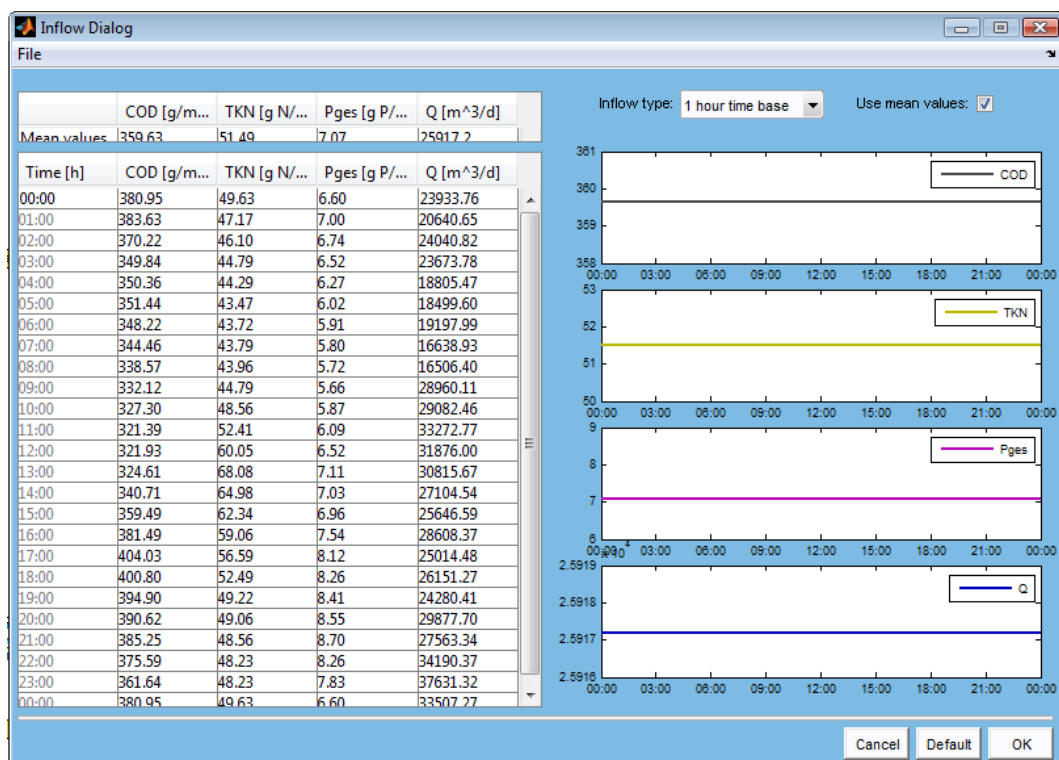 Inflow Dialog
File
COD [g/m... TKN [g N/... Pges [g P/... Q [m^3/d]
Mean values 359.63 51.49 7.07 25917.2
Inflow type: 1 hour time base Use mean values:
Time [h] COD [g/m... TKN [g N/... Pges [g P/... Q [m^3/d]
00:00 380.95 49.63 6.60 23933.76
01:00 383.63 47.17 7.00 20640.65
02:00 370.22 46.10 6.74 24040.82
03:00 349.84 44.79 6.52 23673.78
04:00 350.36 44.29 6.27 18805.47
05:00 351.44 43.47 6.02 18499.60
06:00 348.22 43.72 5.91 19197.99
07:00 344.46 43.79 5.80 16638.93
08:00 338.57 43.96 5.72 16506.40
09:00 332.12 44.79 5.66 28960.11
10:00 327.30 48.56 5.87 29082.46
11:00 321.39 52.41 6.09 33272.77
12:00 321.93 60.05 6.52 31876.00
13:00 324.61 68.08 7.11 30815.67
14:00 340.71 64.98 7.03 27104.54
15:00 359.49 62.34 6.96 25646.59
16:00 381.49 59.06 7.54 28608.37
17:00 404.03 56.59 8.12 25014.48
18:00 400.80 52.49 8.26 26151.27
19:00 394.90 49.22 8.41 24280.41
20:00 390.62 49.06 8.55 29877.70
21:00 385.25 48.56 8.70 27563.34
22:00 375.59 48.23 8.26 34190.37
23:00 361.64 48.23 7.83 37631.32
00:00 380.95 49.63 6.60 33507.27
361
COD
360
359
358
00:00 03:00 06:00 09:00 12:00 15:00 18:00 21:00 00:00
53
TKN
52
51
50
00:00 03:00 06:00 09:00 12:00 15:00 18:00 21:00 00:00
9
Pges
8
7
6
00:00 03:00 06:00 09:00 12:00 15:00 18:00 21:00 00:00
x 10^4
2.5919
Q
2.5918
2.5917
2.5916
00:00 03:00 06:00 09:00 12:00 15:00 18:00 21:00 00:00
Cancel Default OK